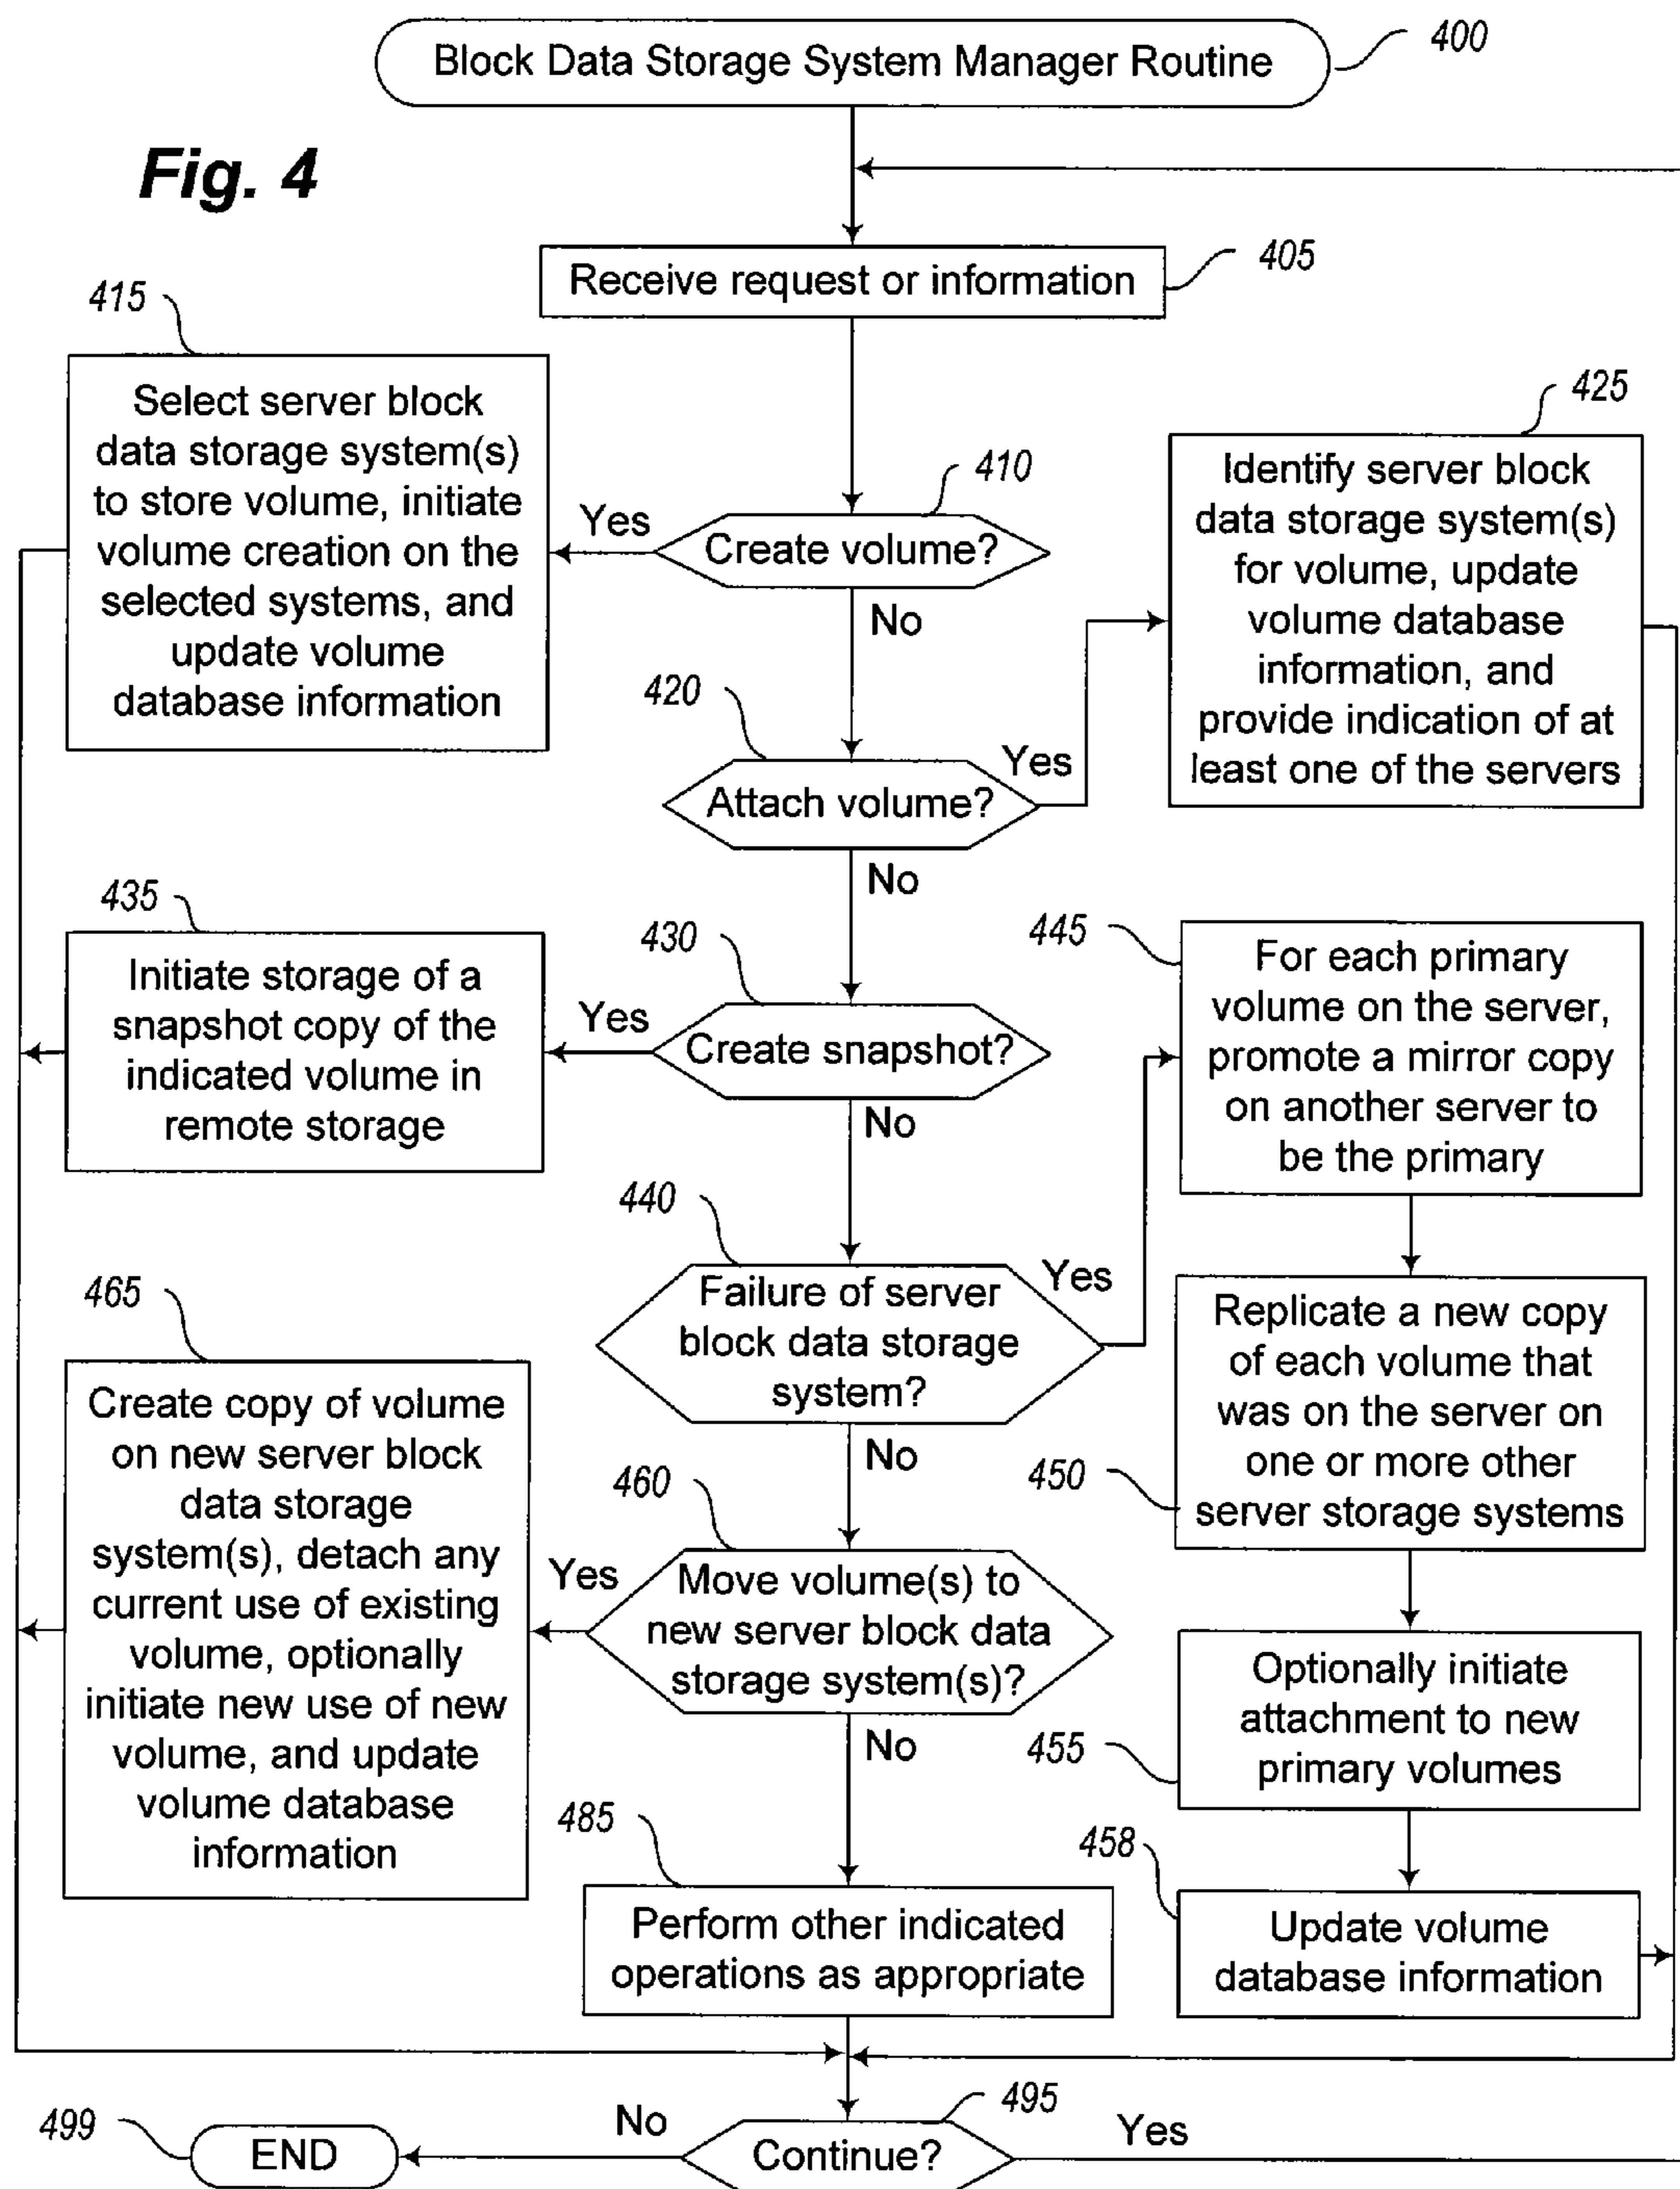 Block Data Storage System Manager Routine
400
Fig. 4
Receive request or information
405
415
Select server block
data storage system(s)
to store volume, initiate
volume creation on the
selected systems, and
update volume
database information
Yes
410
Create volume?
No
425
Identify server block
data storage system(s)
for volume, update
volume database
information, and
provide indication of at
least one of the servers
420
Attach volume?
Yes
No
435
Initiate storage of a
snapshot copy of the
indicated volume in
remote storage
Yes
430
Create snapshot?
No
445
For each primary
volume on the server,
promote a mirror copy
on another server to
be the primary
440
Failure of server
block data storage
system?
Yes
No
450
Replicate a new copy
of each volume that
was on the server on
one or more other
server storage systems
465
Create copy of volume
on new server block
data storage
system(s), detach any
current use of existing
volume, optionally
initiate new use of new
volume, and update
volume database
information
Yes
460
Move volume(s) to
new server block data
storage system(s)?
No
455
Optionally initiate
attachment to new
primary volumes
485
Perform other indicated
operations as appropriate
458
Update volume
database information
499
END
No
495
Continue?
Yes